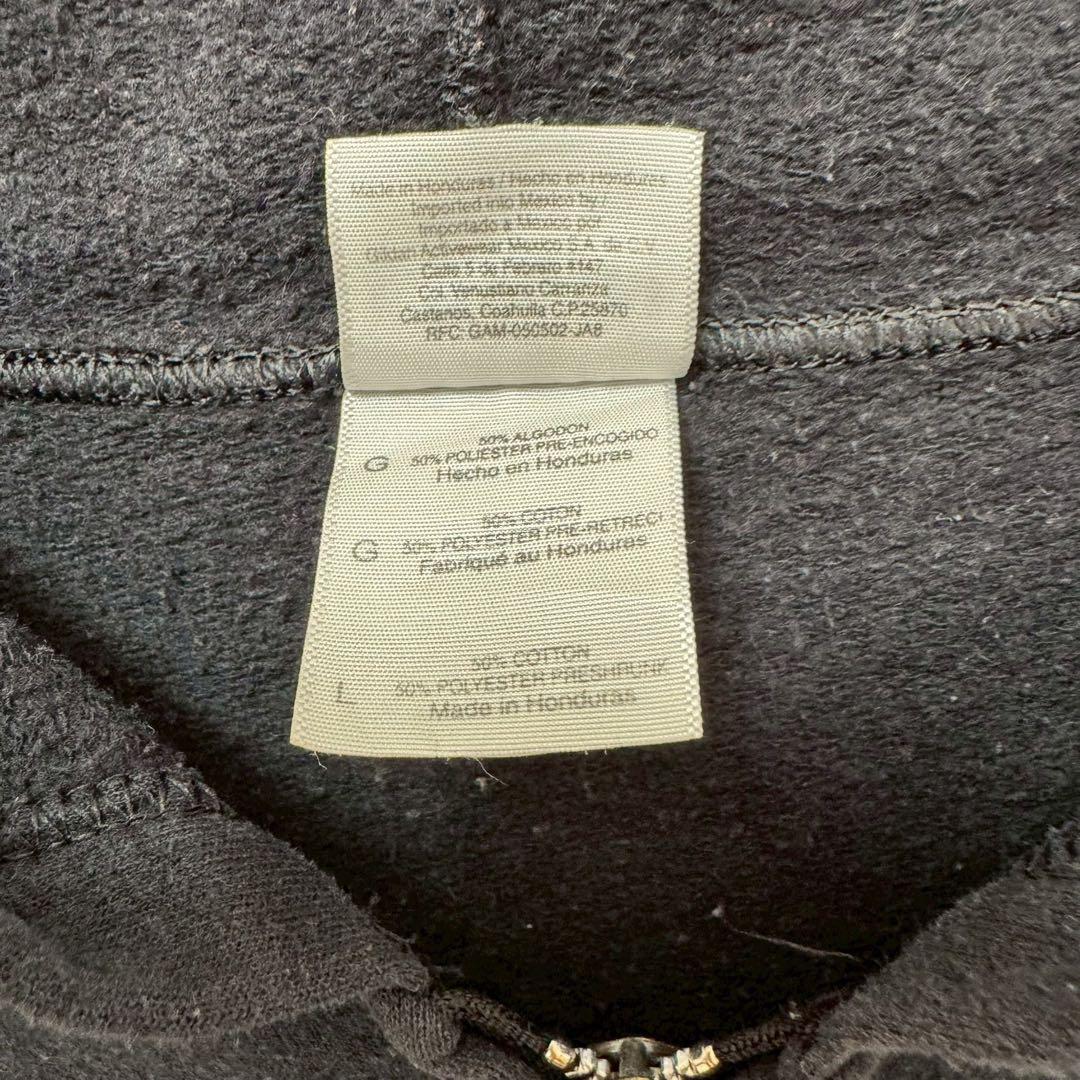 Made in Honduras / Hecho en Honduras
Imported into Mexico by /
Importado a Mexico por
Gildan Activewear Mexico S.A. de C.V.
Calle 5 de Febrero #147
Col. Venustiano Carranza
Castanos, Coahuila C.P.25870
RFC. GAM-050502-JA8
50% ALGODON
G 50% POLIESTER PRE-ENCOGIDO
Hecho en Honduras
50% COTON
G 50% POLYESTER PRE-RETRECI
Fabriqué au Honduras
50% COTTON
L 50% POLYESTER PRESHRUNK
Made in Honduras